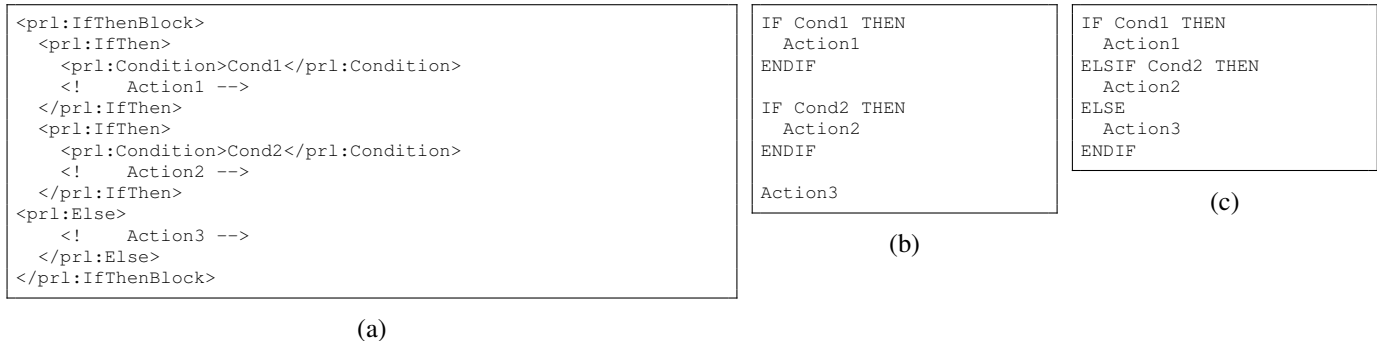 <prl:IfThenBlock>
  <prl:IfThen>
    <prl:Condition>Cond1</prl:Condition>
    <!    Action1 -->
  </prl:IfThen>
  <prl:IfThen>
    <prl:Condition>Cond2</prl:Condition>
    <!    Action2 -->
  </prl:IfThen>
<prl:Else>
    <!    Action3 -->
  </prl:Else>
</prl:IfThenBlock>
(a)
IF Cond1 THEN
  Action1
ENDIF

IF Cond2 THEN
  Action2
ENDIF

Action3
(b)
IF Cond1 THEN
  Action1
ELSIF Cond2 THEN
  Action2
ELSE
  Action3
ENDIF
(c)